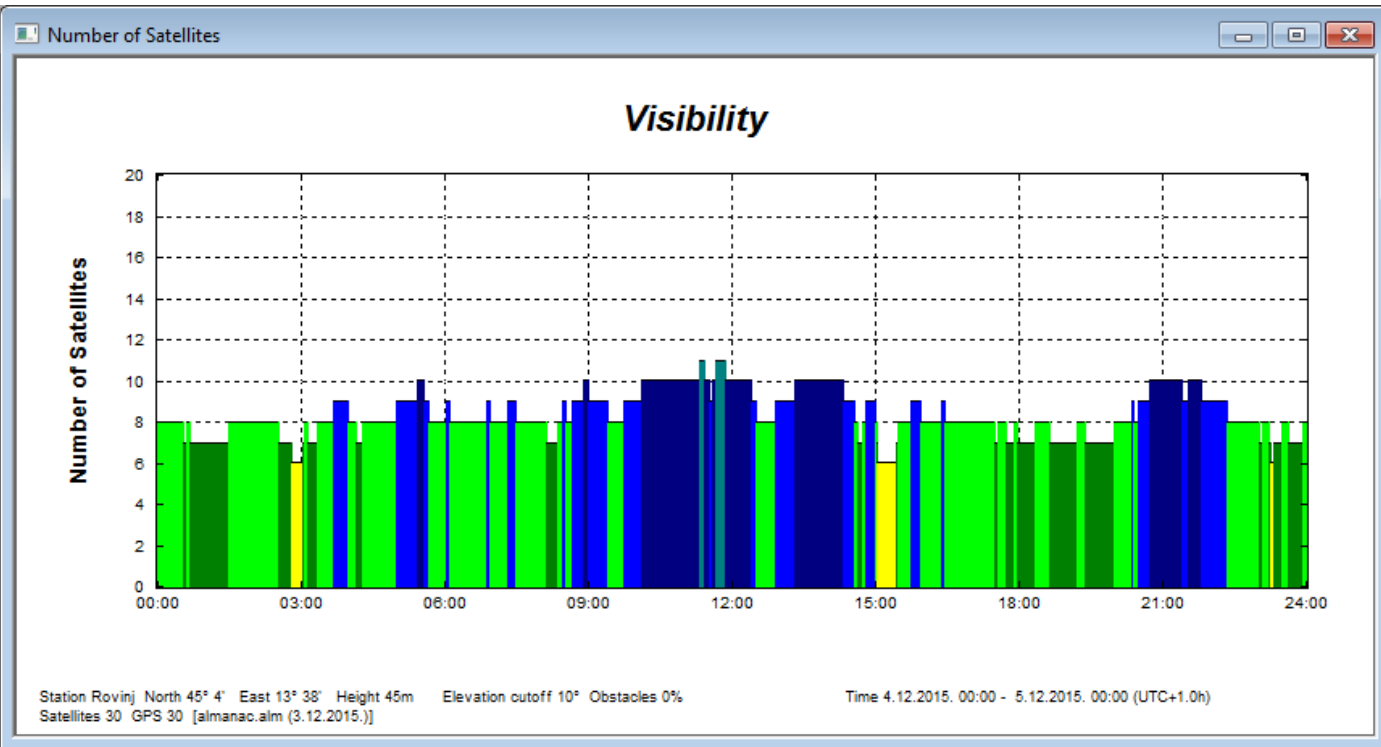 Number of Satellites
Visibility
Number of Satellites
20
18
16
14
12
10
8
6
4
2
0
00:00 03:00 06:00 09:00 12:00 15:00 18:00 21:00 24:00
Station Rovinj North 45° 4' East 13° 38' Height 45m Elevation cutoff 10° Obstacles 0% Time 4.12.2015. 00:00 - 5.12.2015. 00:00 (UTC+1.0h)
Satellites 30 GPS 30 [almanac.alm (3.12.2015.)]